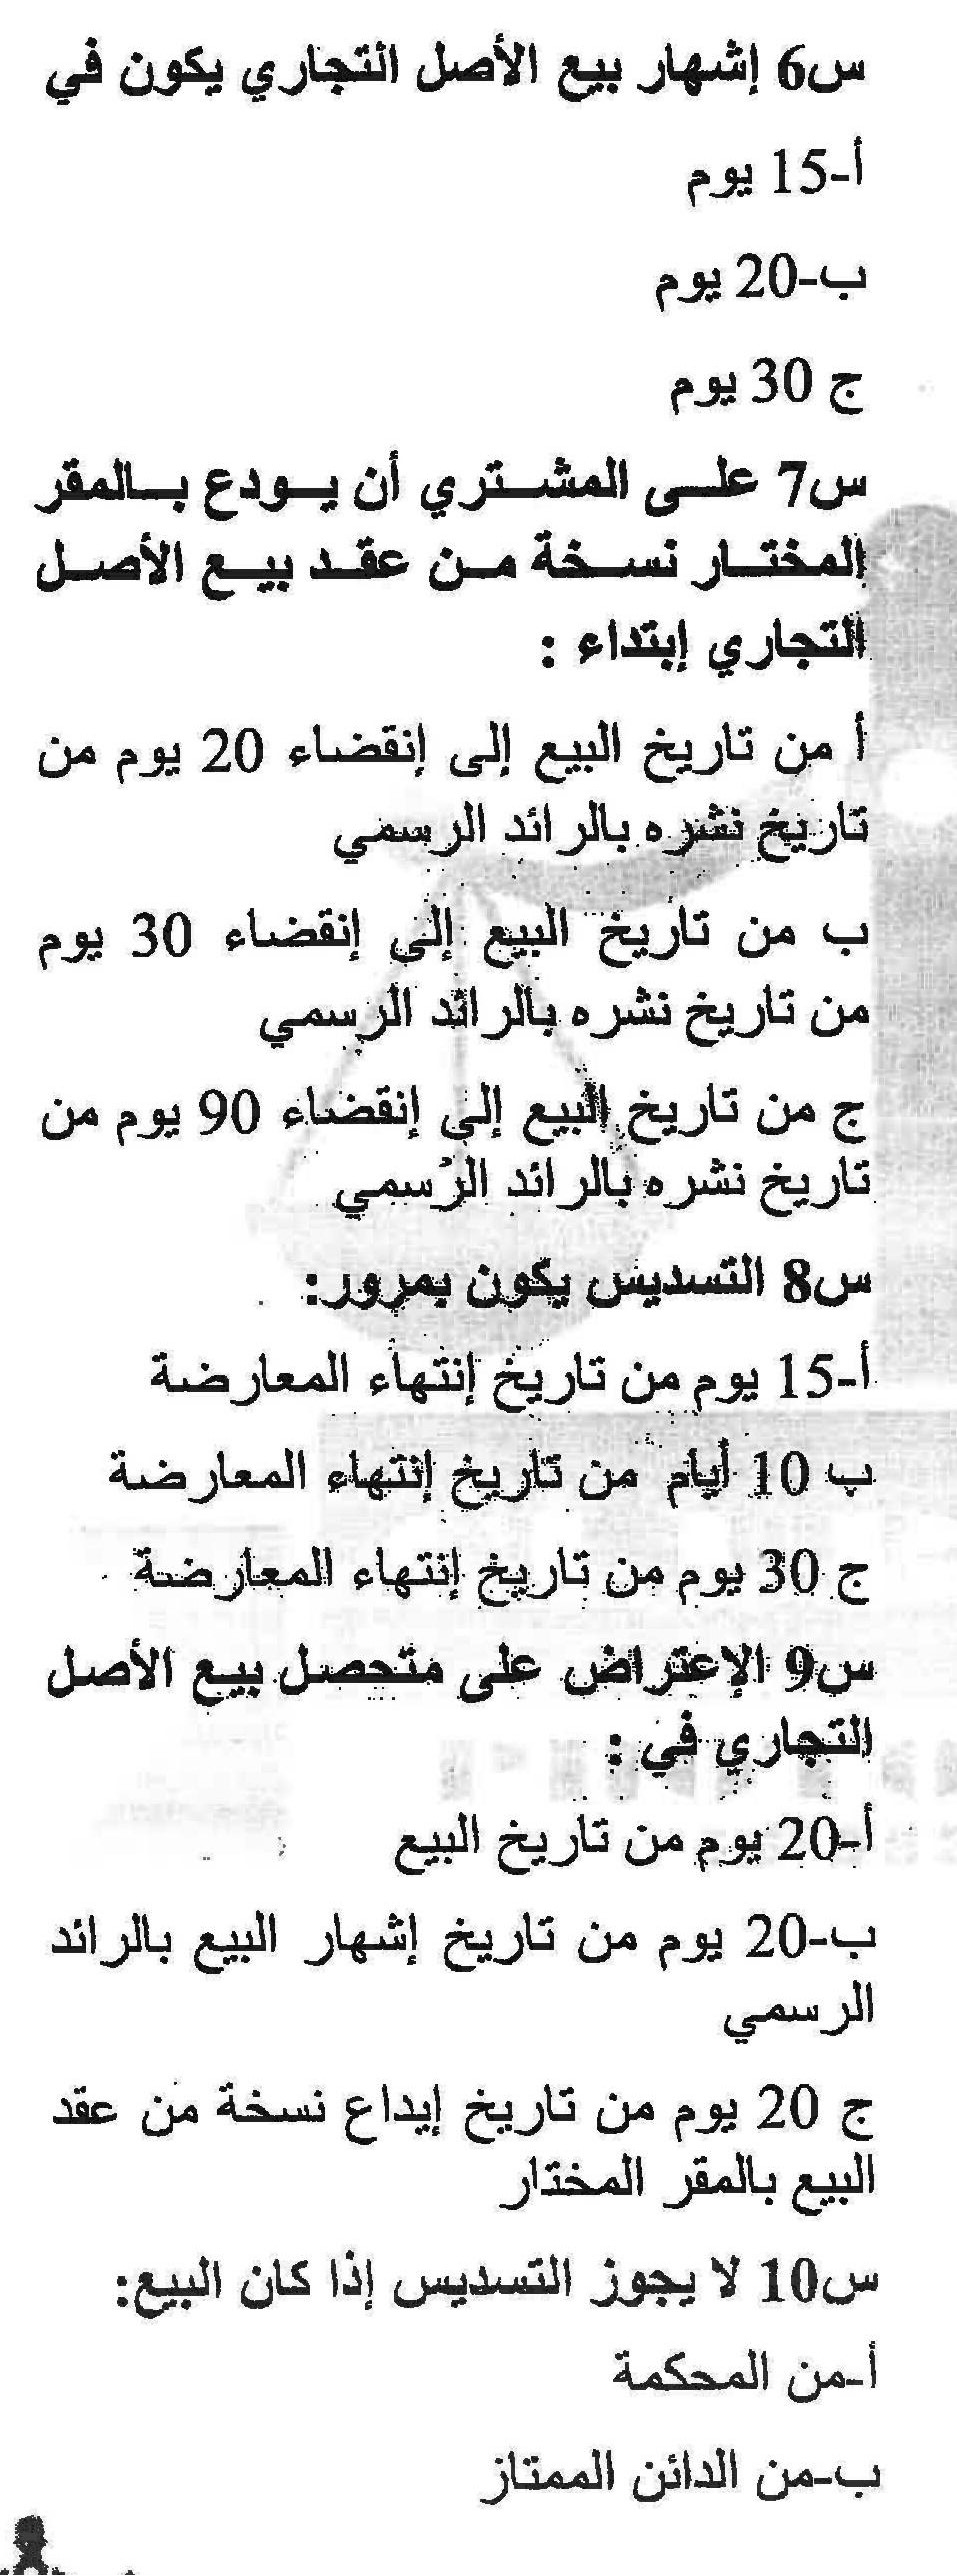 س6 إشهار بيع الأصل التجاري يكون في
أ-15 يوم
ب-20 يوم
ج 30 يوم
س7 على المشتري أن يودع بالمقر
المختار نسخة من عقد بيع الأصل
التجاري إبتداء :
أ من تاريخ البيع إلى إنقضاء 20 يوم من
تاريخ نشره بالرائد الرسمي
ب من تاريخ البيع إلى إنقضاء 30 يوم
من تاريخ نشره بالرائد الرسمي
ج من تاريخ البيع إلى إنقضاء 90 يوم من
تاريخ نشره بالرائد الرسمي
س8 التسديس يكون بمرور:
أ-15 يوم من تاريخ إنتهاء المعارضة
ب 10 أيام من تاريخ إنتهاء المعارضة
ج 30 يوم من تاريخ إنتهاء المعارضة
س9 الإعتراض على متحصل بيع الأصل
التجاري في :
أ-20 يوم من تاريخ البيع
ب-20 يوم من تاريخ إشهار البيع بالرائد
الرسمي
ج 20 يوم من تاريخ إيداع نسخة من عقد
البيع بالمقر المختار
س10 لا يجوز التسديس إذا كان البيع:
أ-من المحكمة
ب-من الدائن الممتاز